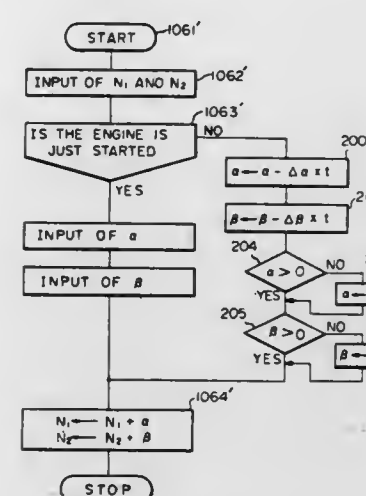 START
1061'
INPUT OF N₁ AND N₂
1062'
1063'
IS THE ENGINE IS
JUST STARTED
NO
YES
INPUT OF α
INPUT OF β
200
α ← α - Δα x t
β ← β - Δβ x t
204
α > 0
NO
YES
α ←
205
β > 0
NO
YES
β ←
1064'
N₁ ← N₁ + α
N₂ ← N₂ + β
STOP